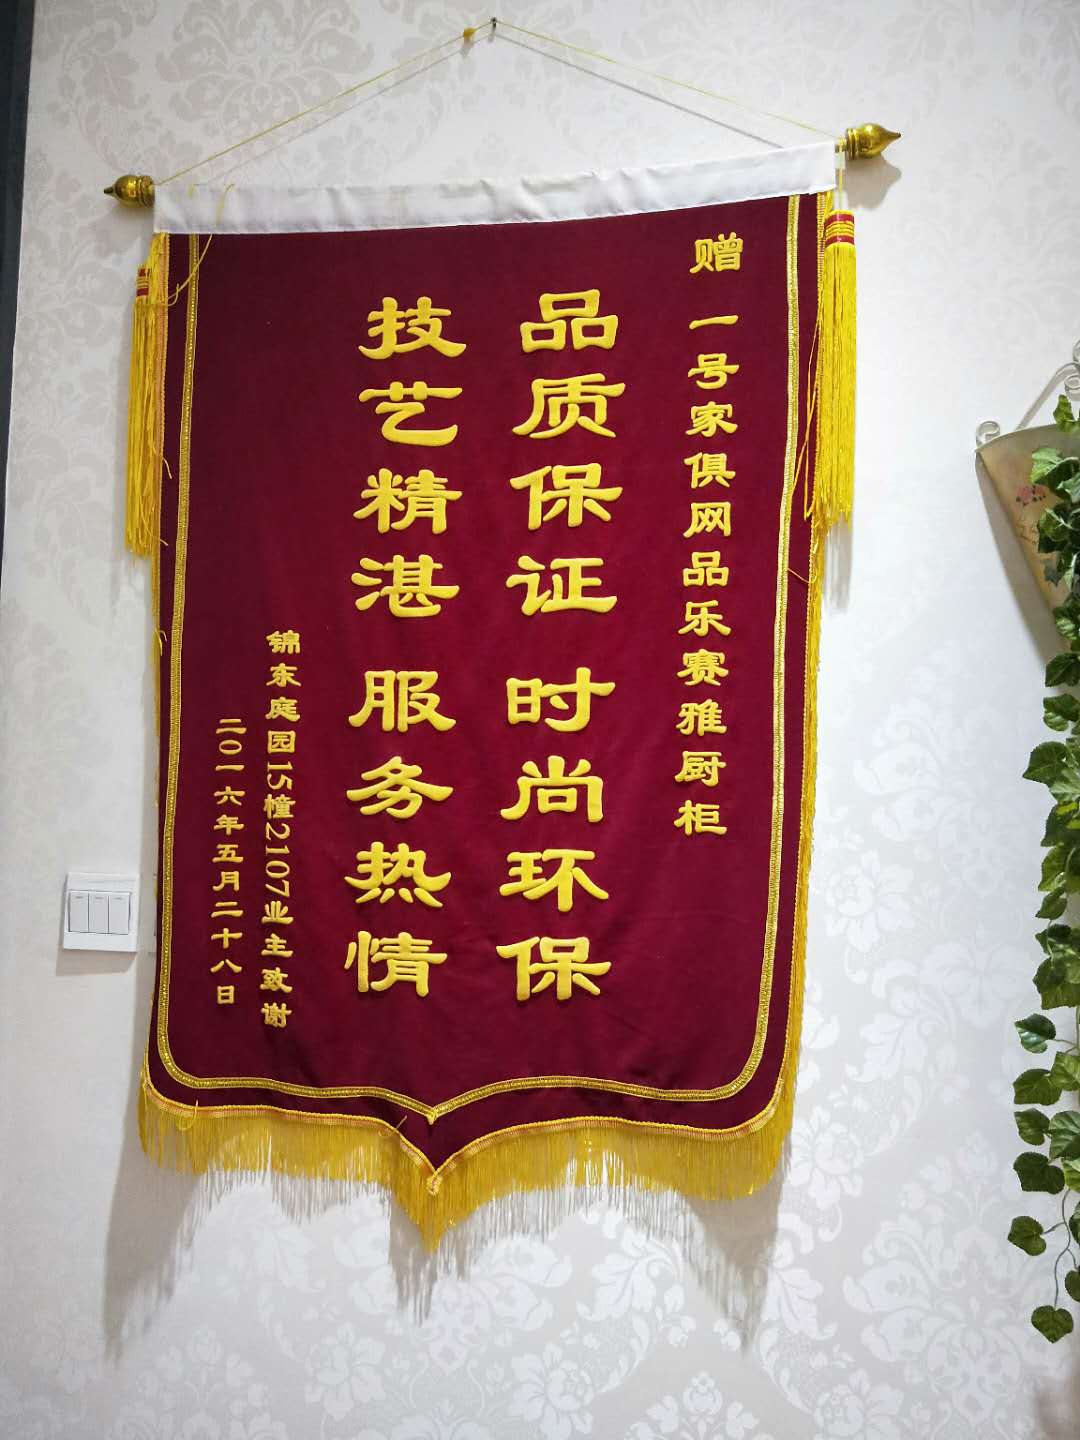 赠 一号家俱网品乐赛雅厨柜
品质保证 时尚环保
技艺精湛 服务热情
锦东庭园15幢2107业主致谢
二〇一六年五月二十八日